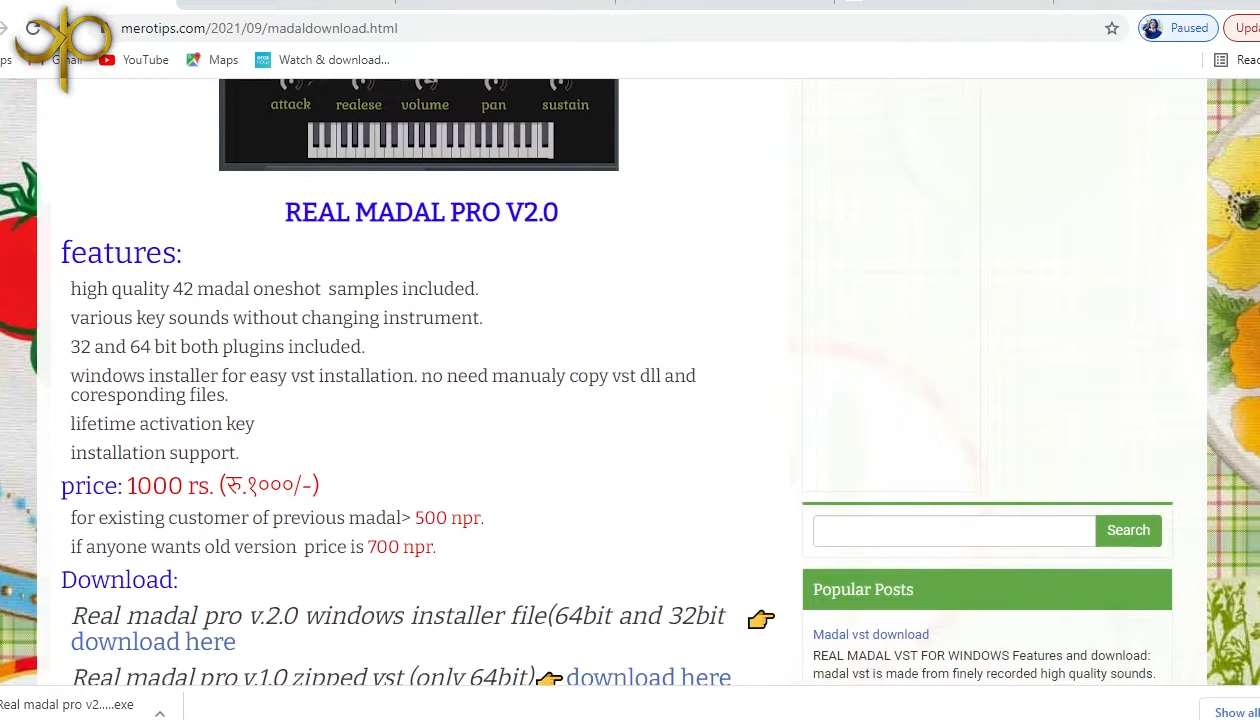 merotips.com/2021/09/madaldownload.html
Paused
Gmail
YouTube
Maps
Watch & download...
attack realese volume pan sustain
REAL MADAL PRO V2.0
features:
high quality 42 madal oneshot samples included.
various key sounds without changing instrument.
32 and 64 bit both plugins included.
windows installer for easy vst installation. no need manualy copy vst dll and
coresponding files.
lifetime activation key
installation support.
price: 1000 rs. (रु.१०००/-)
for existing customer of previous madal> 500 npr.
if anyone wants old version price is 700 npr.
Download:
Real madal pro v.2.0 windows installer file(64bit and 32bit
download here
Real madal pro v.1.0 zipped vst (only 64bit) download here
Search
Popular Posts
Madal vst download
REAL MADAL VST FOR WINDOWS Features and download:
madal vst is made from finely recorded high quality sounds.
Real madal pro v2.....exe
Show all